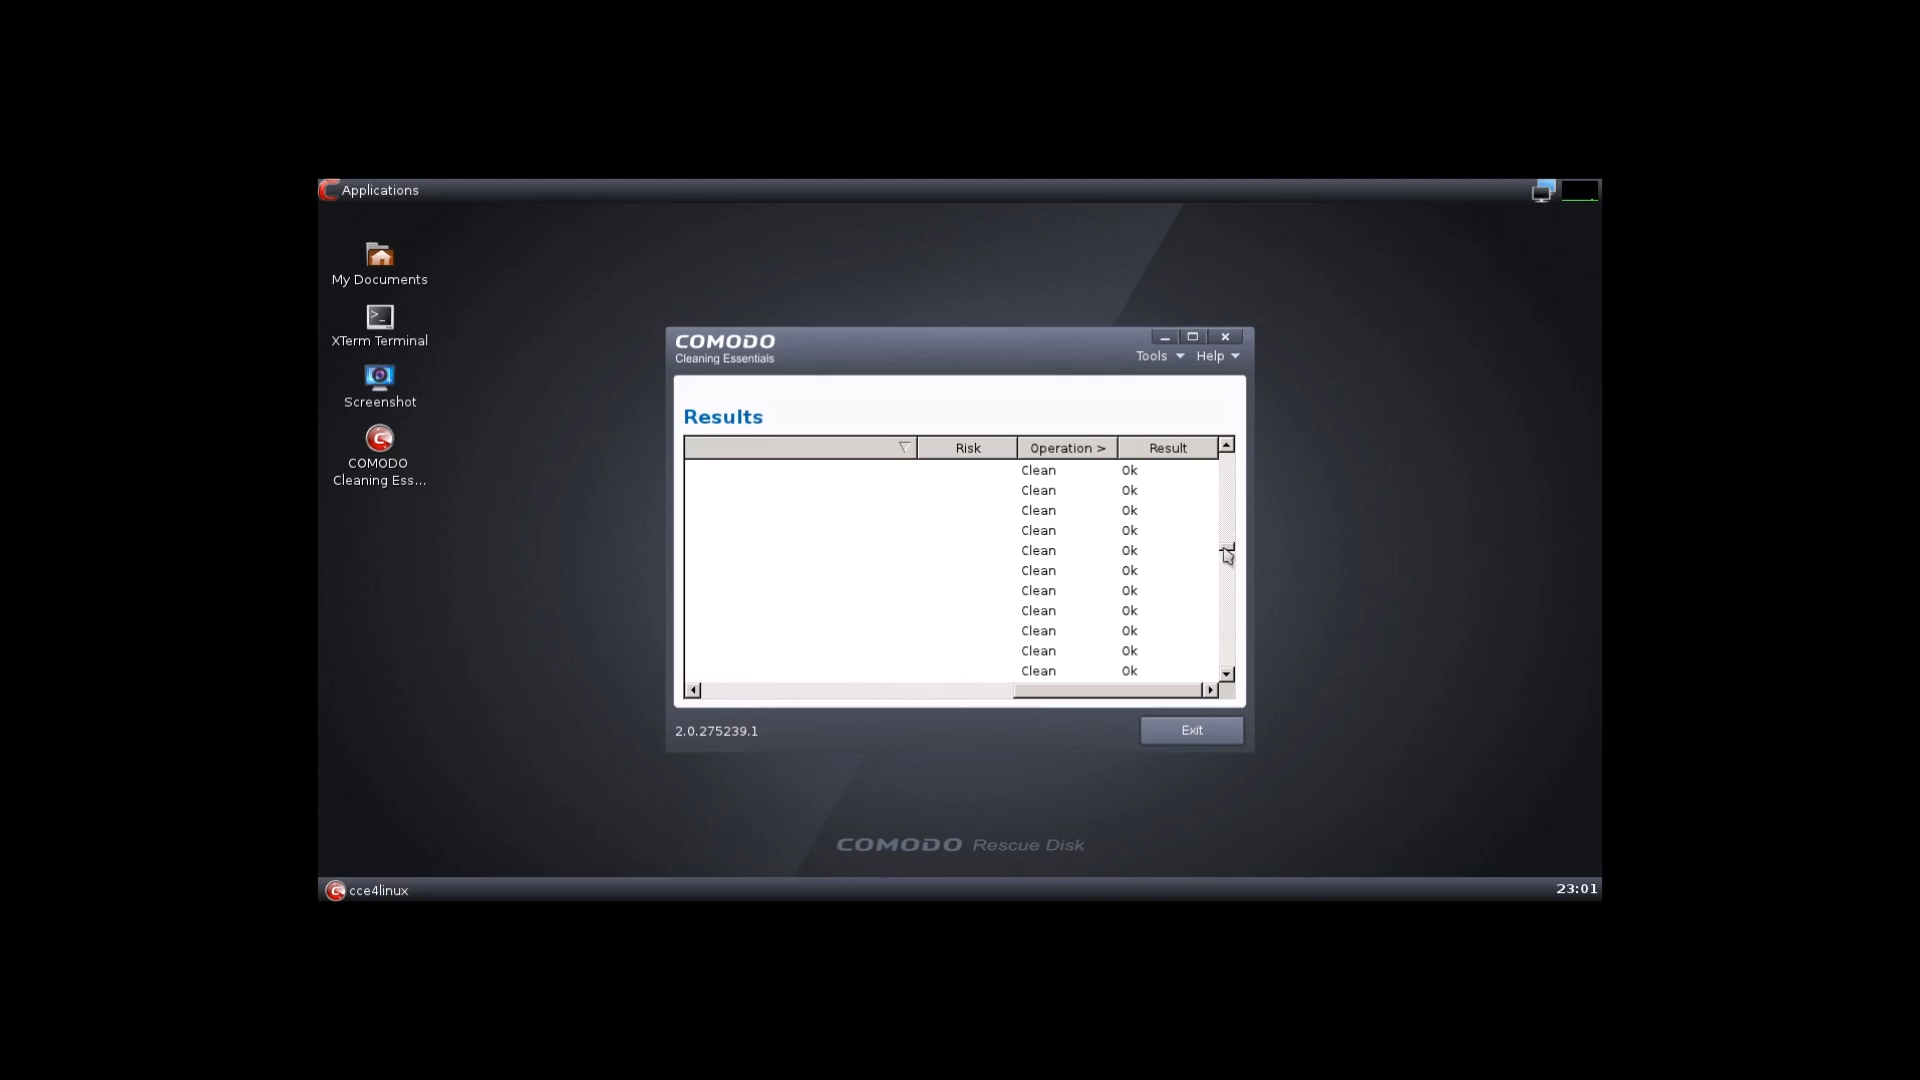 Applications
My Documents
XTerm Terminal
Screenshot
COMODO
Cleaning Ess...
COMODO
Cleaning Essentials
Tools Help
Results
Risk Operation > Result
Clean Ok
Clean Ok
Clean Ok
Clean Ok
Clean Ok
Clean Ok
Clean Ok
Clean Ok
Clean Ok
Clean Ok
Clean Ok
2.0.275239.1
Exit
COMODO Rescue Disk
cce4linux
23:01